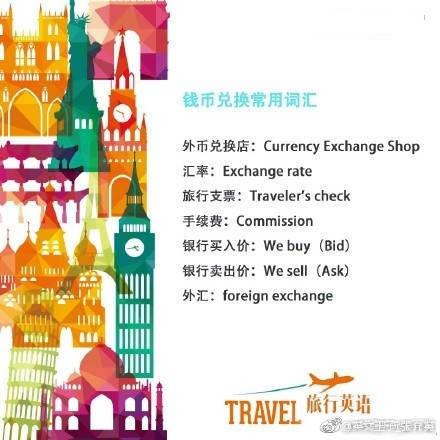 钱币兑换常用词汇
外币兑换店：Currency Exchange Shop
汇率：Exchange rate
旅行支票：Traveler's check
手续费：Commission
银行买入价：We buy（Bid）
银行卖出价：We sell（Ask）
外汇：foreign exchange
TRAVEL 旅行英语